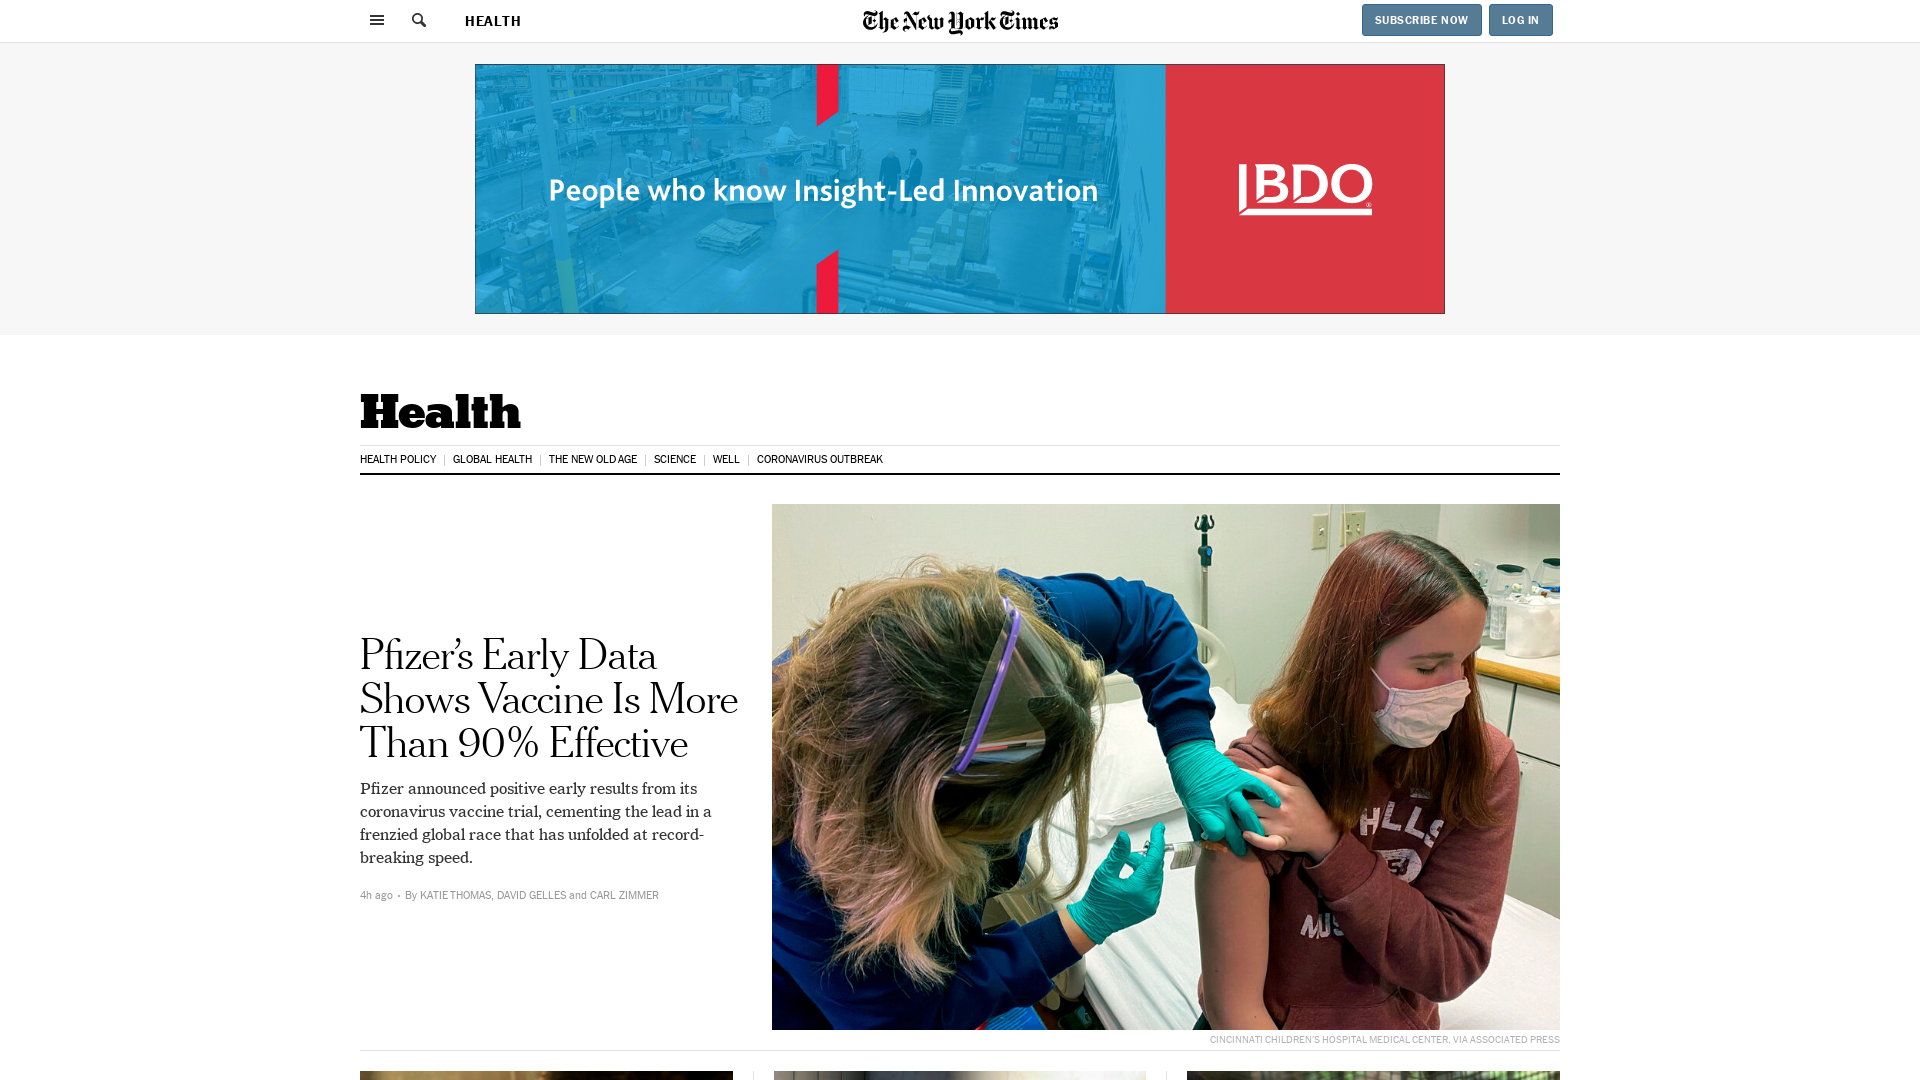 HEALTH
The New York Times
SUBSCRIBE NOW
LOG IN
People who know Insight-Led Innovation
BDO
Health
HEALTH POLICY
GLOBAL HEALTH
THE NEW OLD AGE
SCIENCE
WELL
CORONAVIRUS OUTBREAK
Pfizer’s Early Data
Shows Vaccine Is More
Than 90% Effective
Pfizer announced positive early results from its
coronavirus vaccine trial, cementing the lead in a
frenzied global race that has unfolded at record-
breaking speed.
4h ago • By KATIE THOMAS, DAVID GELLES and CARL ZIMMER
CINCINNATI CHILDREN’S HOSPITAL MEDICAL CENTER, VIA ASSOCIATED PRESS